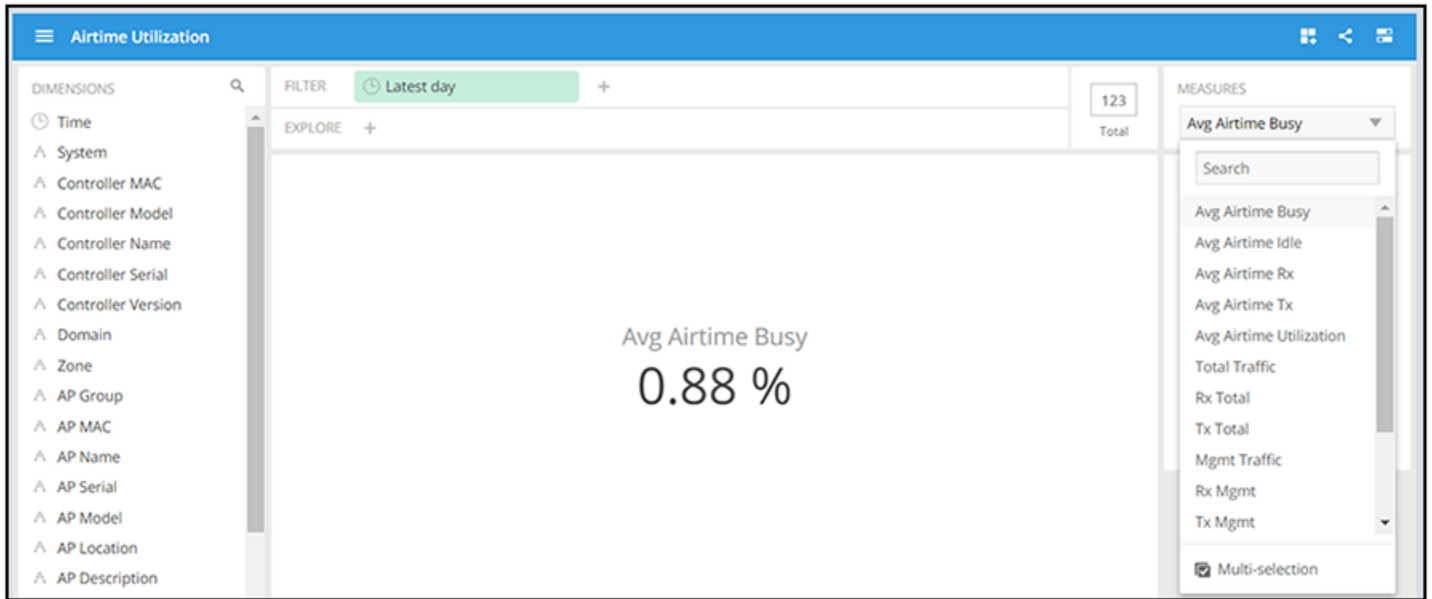 Airtime Utilization
DIMENSIONS
Time
System
Controller MAC
Controller Model
Controller Name
Controller Serial
Controller Version
Domain
Zone
AP Group
AP MAC
AP Name
AP Serial
AP Model
AP Location
AP Description
FILTER
Latest day
+
EXPLORE +
123
Total
Avg Airtime Busy
0.88 %
MEASURES
Avg Airtime Busy
Search
Avg Airtime Busy
Avg Airtime Idle
Avg Airtime Rx
Avg Airtime Tx
Avg Airtime Utilization
Total Traffic
Rx Total
Tx Total
Mgmt Traffic
Rx Mgmt
Tx Mgmt
Multi-selection